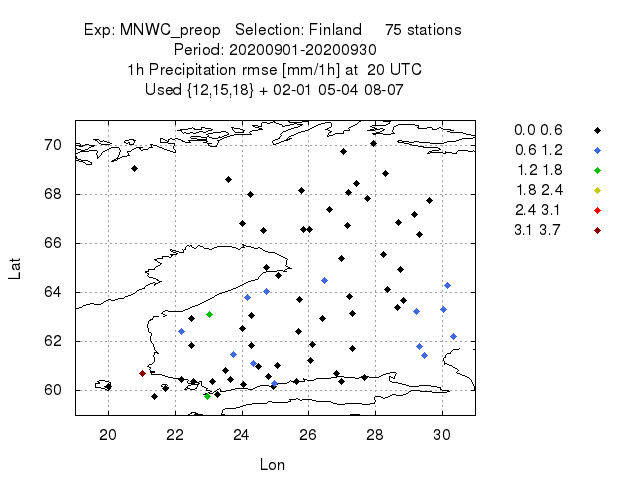 Exp: MNWC_preop Selection: Finland 75 stations
Period: 20200901-20200930
1h Precipitation rmse [mm/1h] at 20 UTC
Used {12,15,18} + 02-01 05-04 08-07
0.0 0.6
0.6 1.2
1.2 1.8
1.8 2.4
2.4 3.1
3.1 3.7
70
68
66
64
62
60
Lat
20 22 24 26 28 30
Lon